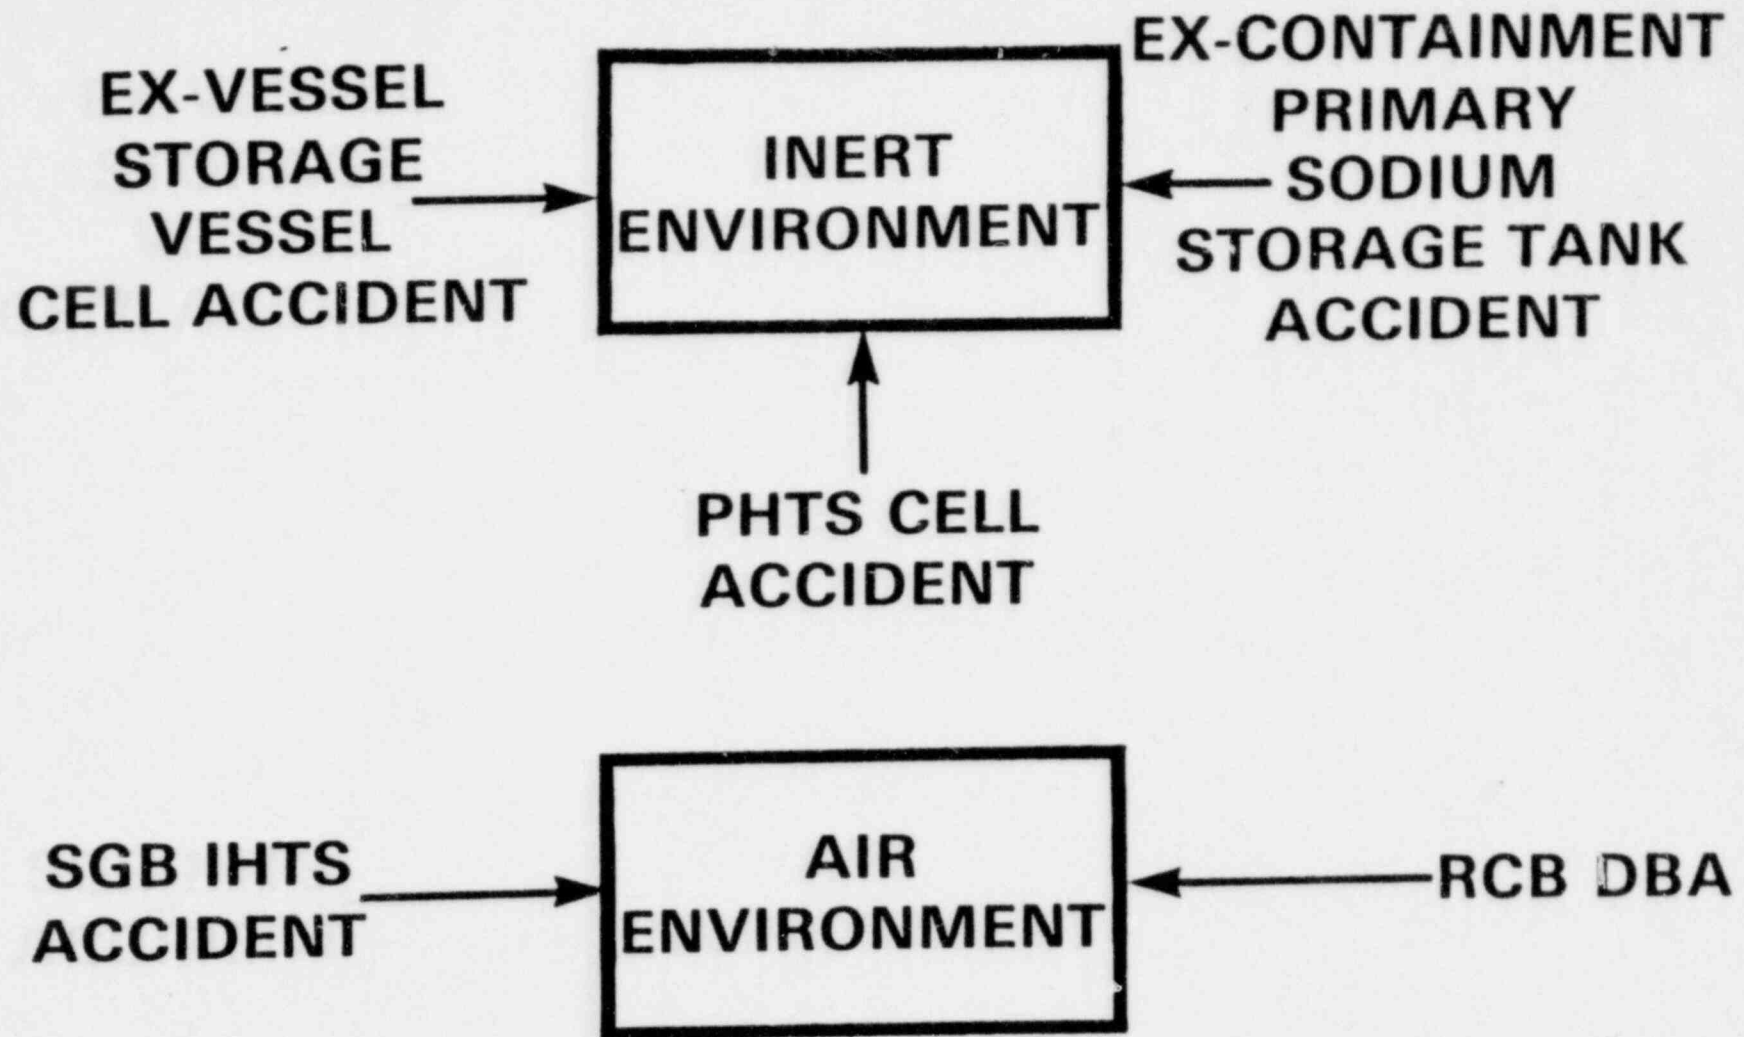 EX-VESSEL
STORAGE
VESSEL
CELL ACCIDENT
INERT
ENVIRONMENT
EX-CONTAINMENT
PRIMARY
SODIUM
STORAGE TANK
ACCIDENT
PHTS CELL
ACCIDENT
SGB IHTS
ACCIDENT
AIR
ENVIRONMENT
RCB DBA